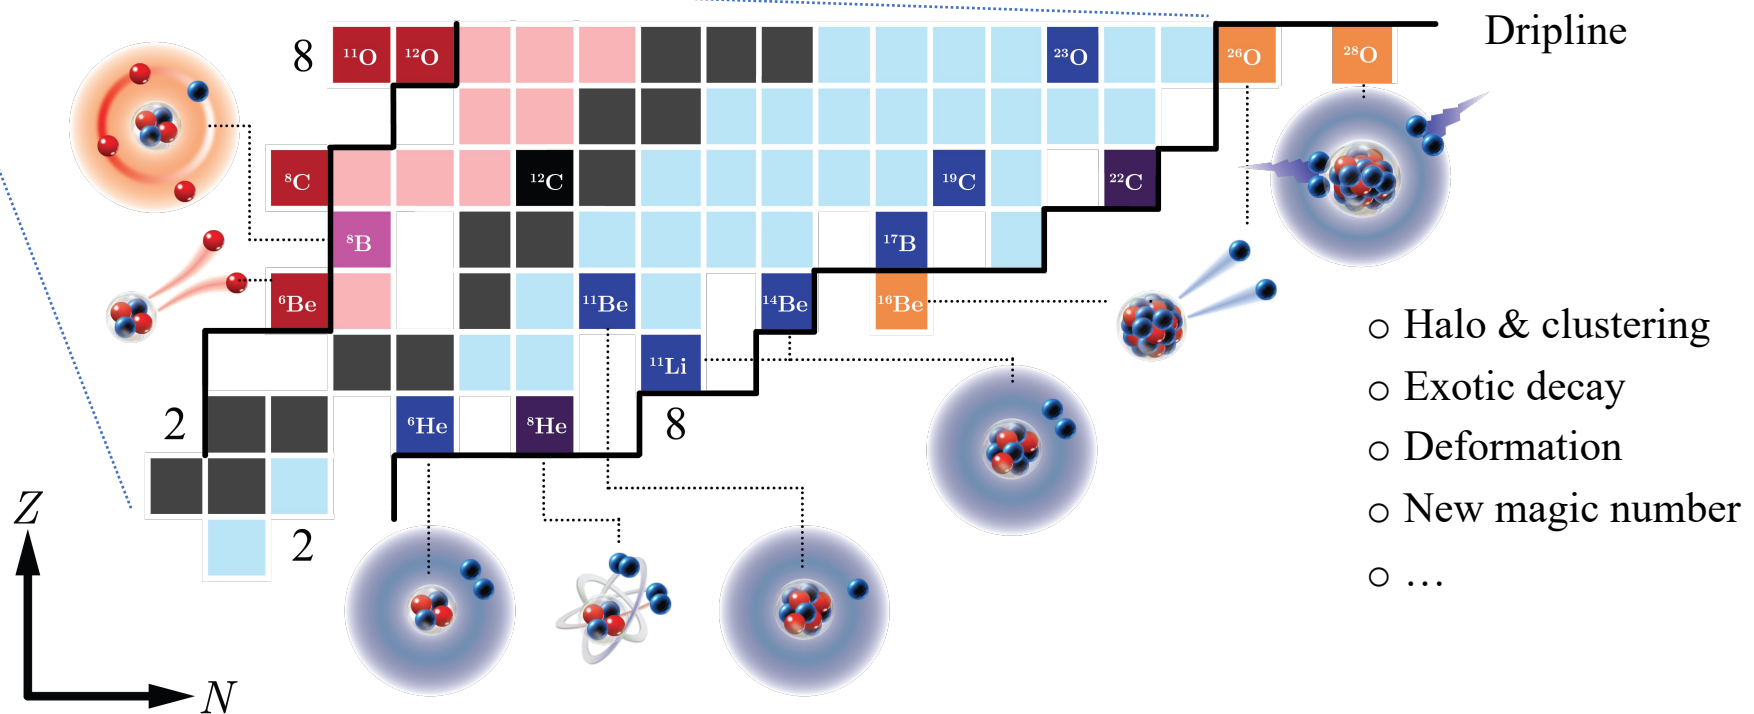 8 ¹¹O ¹²O ²³O ²⁶O ²⁸O Dripline
⁸C ¹²C ¹⁹C ²²C
⁸B ¹⁷B
⁶Be ¹¹Be ¹⁴Be ¹⁶Be
¹¹Li
2 ⁶He ⁸He 8
2
Z
N
○ Halo & clustering
○ Exotic decay
○ Deformation
○ New magic number
○ …